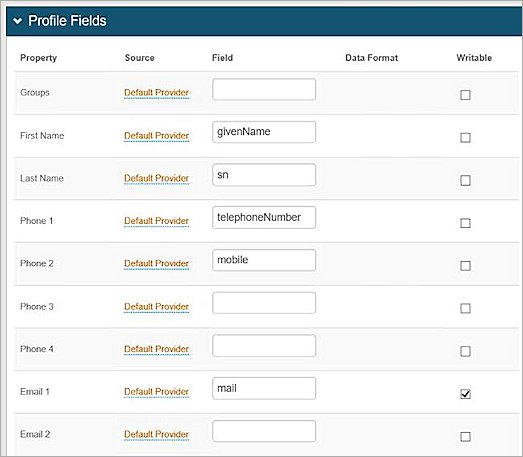 Profile Fields
Property Source Field Data Format Writable
Groups Default Provider
First Name Default Provider givenName
Last Name Default Provider sn
Phone 1 Default Provider telephoneNumber
Phone 2 Default Provider mobile
Phone 3 Default Provider
Phone 4 Default Provider
Email 1 Default Provider mail
Email 2 Default Provider